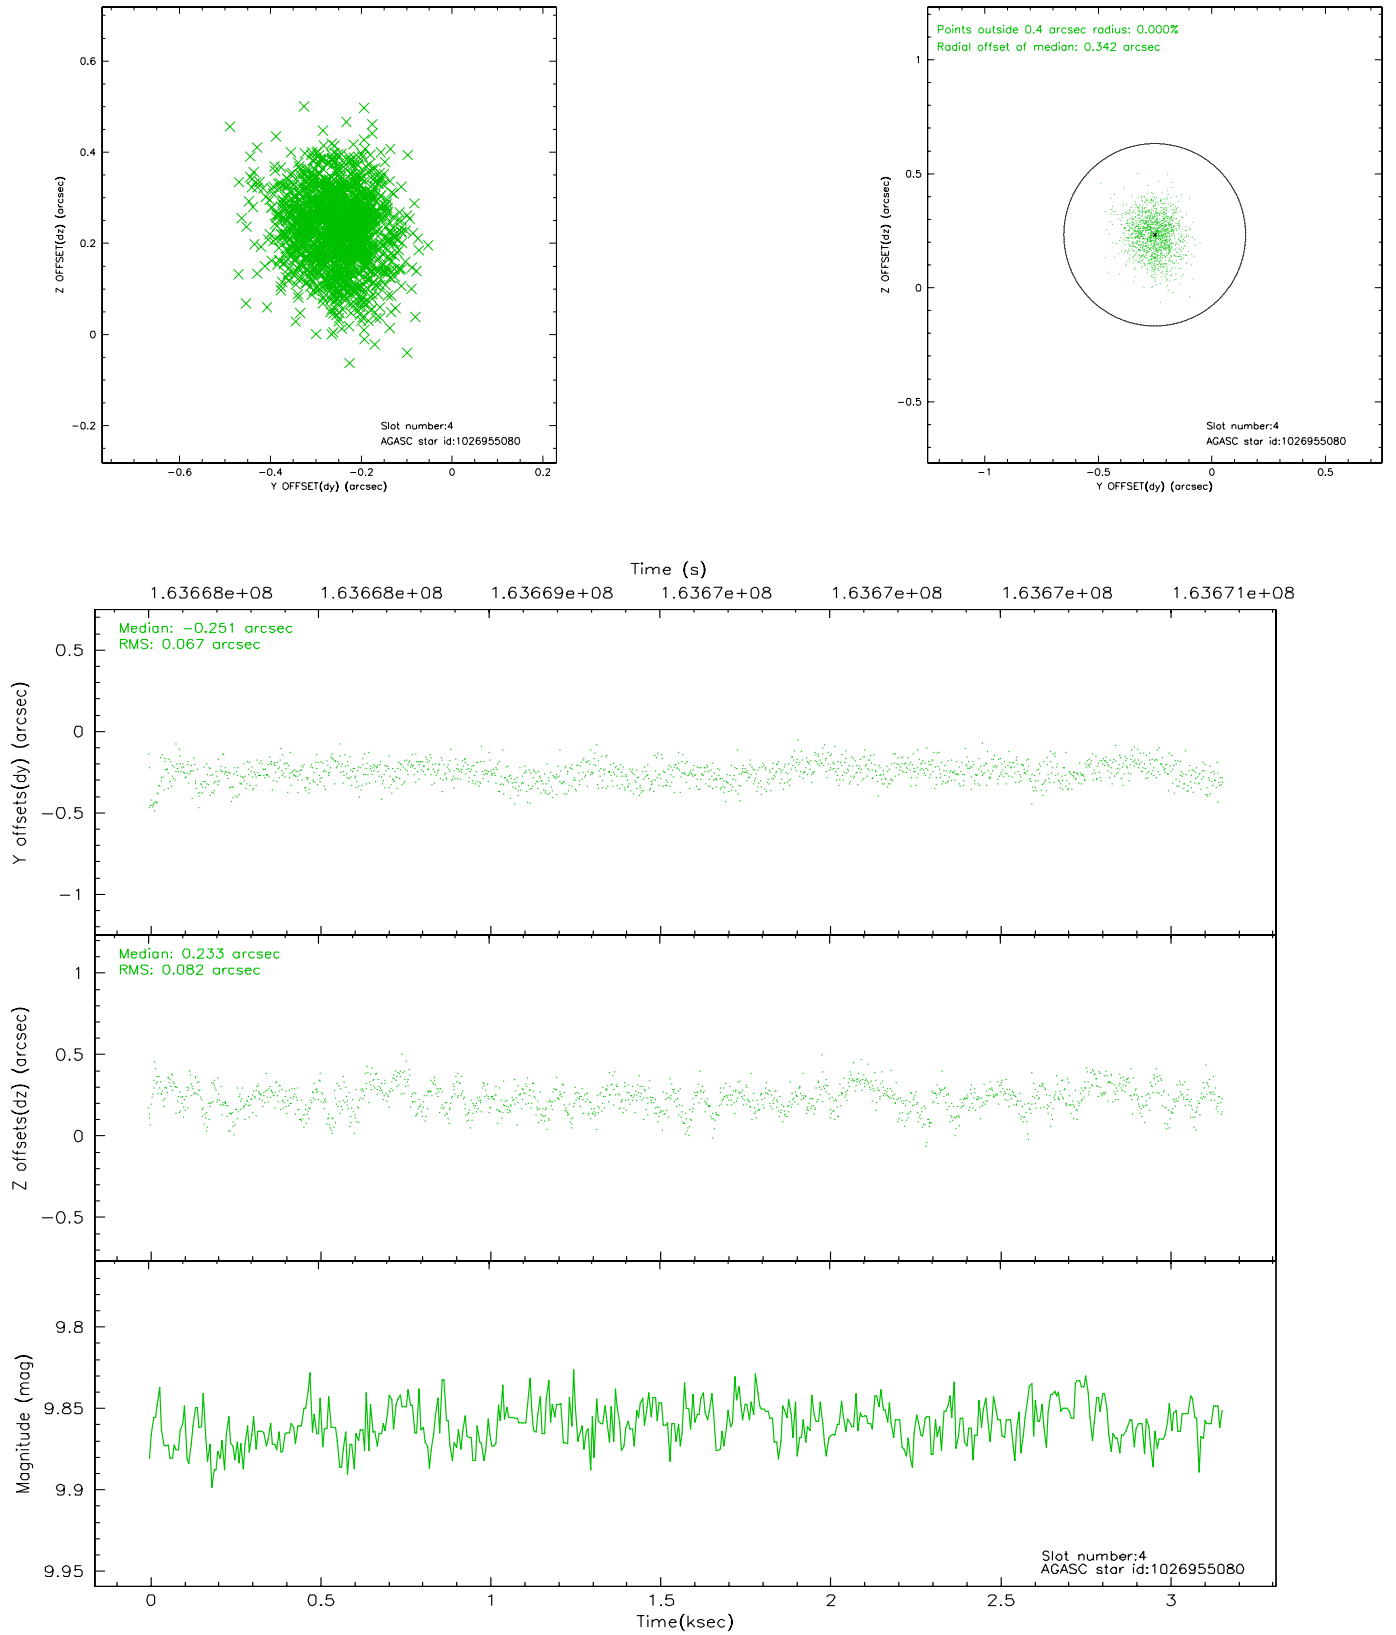 0.6
0.4
0.2
0
−0.2
Z OFFSET(dz) (arcsec)
Slot number:4
AGASC star id:1026955080
−0.6 −0.4 −0.2 0 0.2
Y OFFSET(dy) (arcsec)
Points outside 0.4 arcsec radius: 0.000%
Radial offset of median: 0.342 arcsec
1
0.5
0
−0.5
Z OFFSET(dz) (arcsec)
Slot number:4
AGASC star id:1026955080
−1 −0.5 0 0.5
Y OFFSET(dy) (arcsec)
Time (s)
1.63668e+08 1.63668e+08 1.63669e+08 1.6367e+08 1.6367e+08 1.6367e+08 1.63671e+08
Median: −0.251 arcsec
RMS: 0.067 arcsec
0.5
0
−0.5
−1
Y offsets(dy) (arcsec)
Median: 0.233 arcsec
RMS: 0.082 arcsec
1
0.5
0
−0.5
Z offsets(dz) (arcsec)
9.8
9.85
9.9
9.95
Magnitude (mag)
Slot number:4
AGASC star id:1026955080
0 0.5 1 1.5 2 2.5 3
Time(ksec)